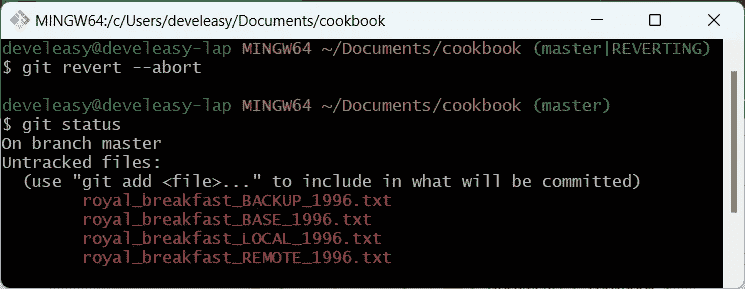 MINGW64:/c/Users/develeasy/Documents/cookbook
develeasy@develeasy-lap MINGW64 ~/Documents/cookbook (master|REVERTING)
$ git revert --abort
develeasy@develeasy-lap MINGW64 ~/Documents/cookbook (master)
$ git status
On branch master
Untracked files:
  (use "git add <file>..." to include in what will be committed)
        royal_breakfast_BACKUP_1996.txt
        royal_breakfast_BASE_1996.txt
        royal_breakfast_LOCAL_1996.txt
        royal_breakfast_REMOTE_1996.txt